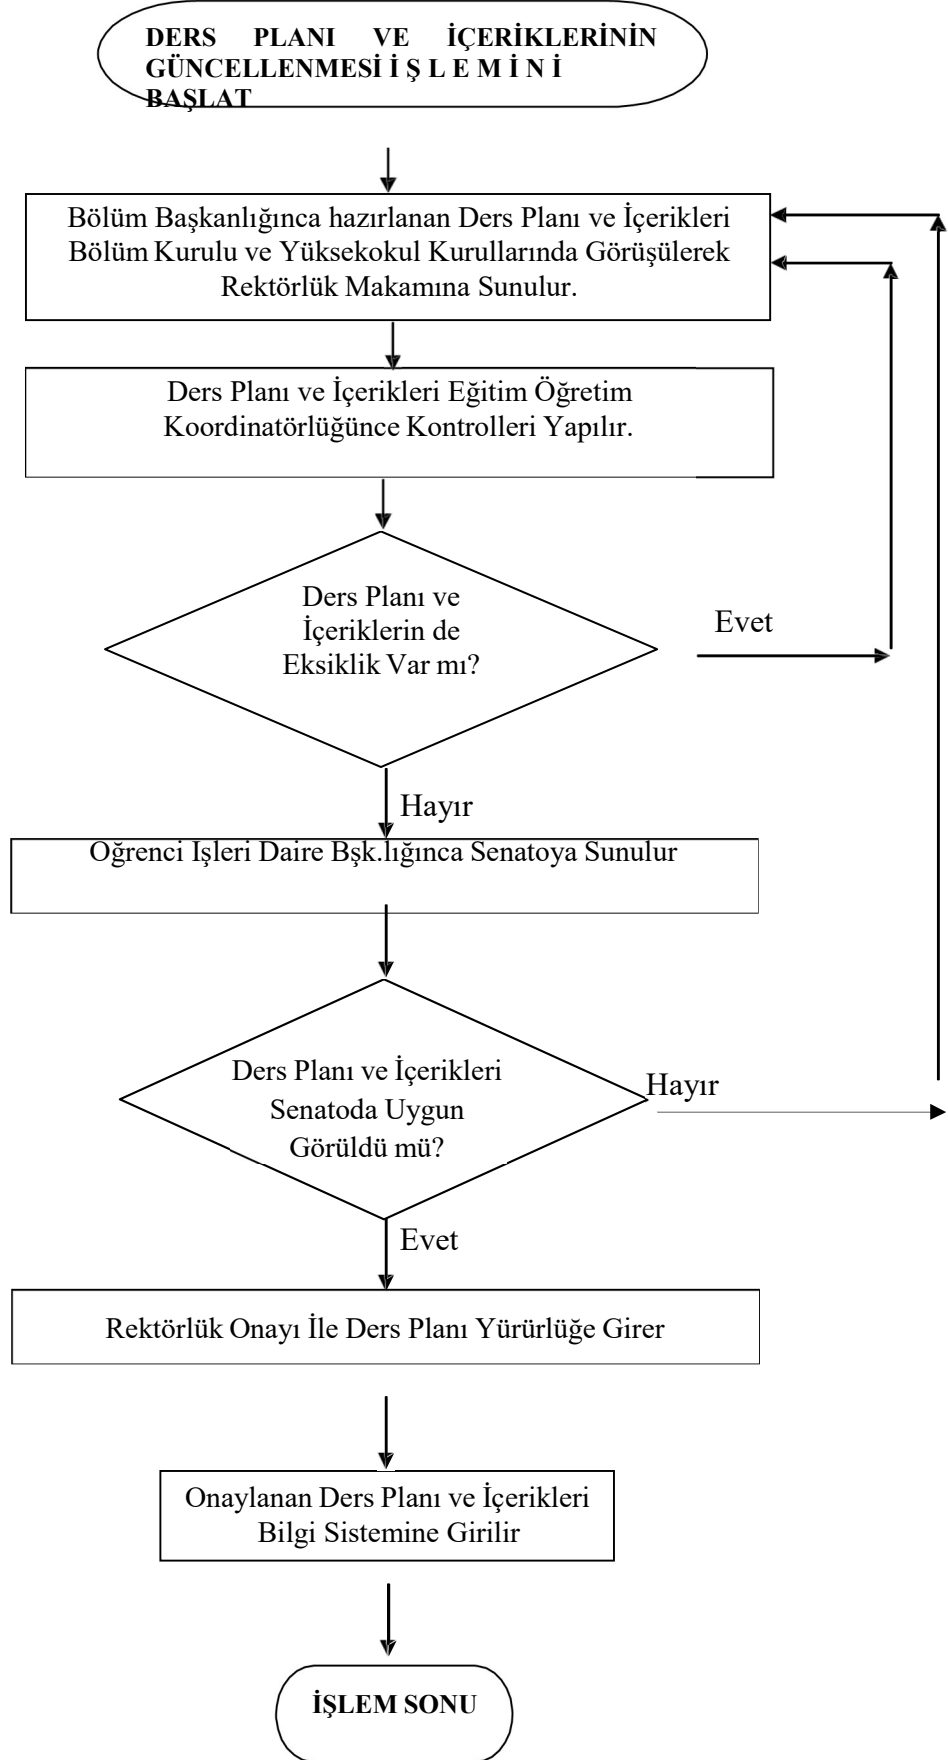 DERS PLANI VE İÇERİKLERİNİN
GÜNCELLENMESİ İ Ş L E M İ N İ
BAŞLAT
Bölüm Başkanlığınca hazırlanan Ders Planı ve İçerikleri
Bölüm Kurulu ve Yüksekokul Kurullarında Görüşülerek
Rektörlük Makamına Sunulur.
Ders Planı ve İçerikleri Eğitim Öğretim
Koordinatörlüğünce Kontrolleri Yapılır.
Ders Planı ve
İçeriklerin de
Eksiklik Var mı?
Evet
Hayır
Öğrenci İşleri Daire Bşk.lığınca Senatoya Sunulur
Ders Planı ve İçerikleri
Senatoda Uygun
Görüldü mü?
Hayır
Evet
Rektörlük Onayı İle Ders Planı Yürürlüğe Girer
Onaylanan Ders Planı ve İçerikleri
Bilgi Sistemine Girilir
İŞLEM SONU